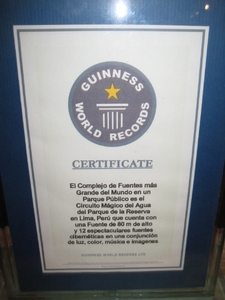 GUINNESS
WORLD RECORDS
CERTIFICATE
El Complejo de Fuentes más
Grande del Mundo en un
Parque Público es el
Circuito Mágico del Agua
del Parque de la Reserva
en Lima, Perú que cuenta con
una Fuente de 80 m de alto
y 12 espectaculares fuentes
cibernéticas en una conjunción
de luz, color, música e imagenes
GUINNESS WORLD RECORDS LTD